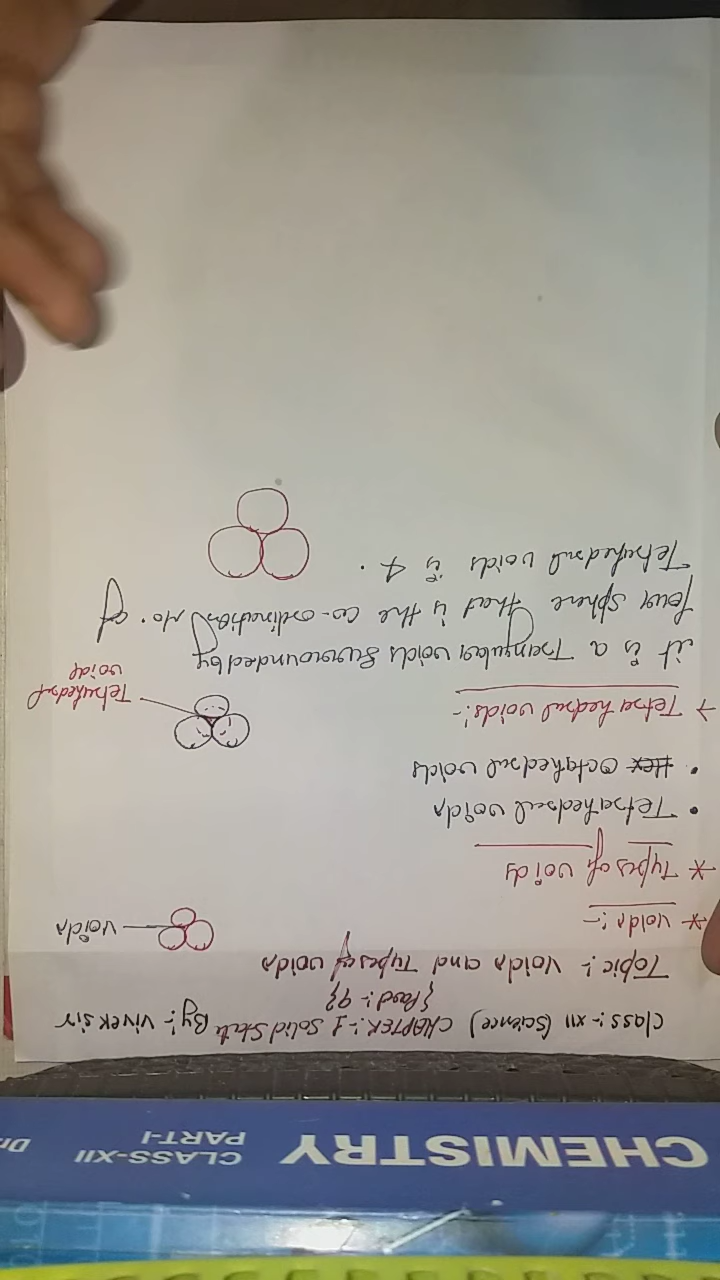 CHEMISTRY
CLASS-XII
PART-I
Class:- XII (Science) CHAPTER:- 1 Solid State By:- Vivek sir
{Part:- 9}
Topic:- Voids and Types of voids
* Voids:-
voids
* Types of voids
• Tetrahedral voids
• Octahedral voids
→ Tetrahedral voids:-
Tetrahedral
void
it is a Triangular voids Surrounded by
four sphere that is the co-ordination No. of
Tetrahedral voids is 4.